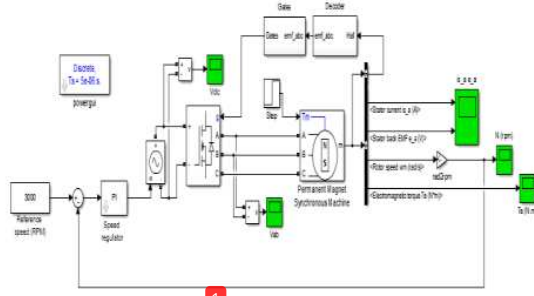 Gates
Decoder
Gates
emf_abc
emf_abc
Hall
Discrete,
Ts = 5e-06 s.
powergui
Vdc
Step
g
A
B
C
Tm
A
B
C
m
N
S
<Stator current is_a (A)>
<Stator back EMF e_a (V)>
<Rotor speed wm (rad/s)>
<Electromagnetic torque Te (N*m)>
N (rpm)
rad2rpm
Permanent Magnet
Synchronous Machine
3000
Reference
speed (RPM)
PI
Speed
regulator
Vab
Te (N.m)